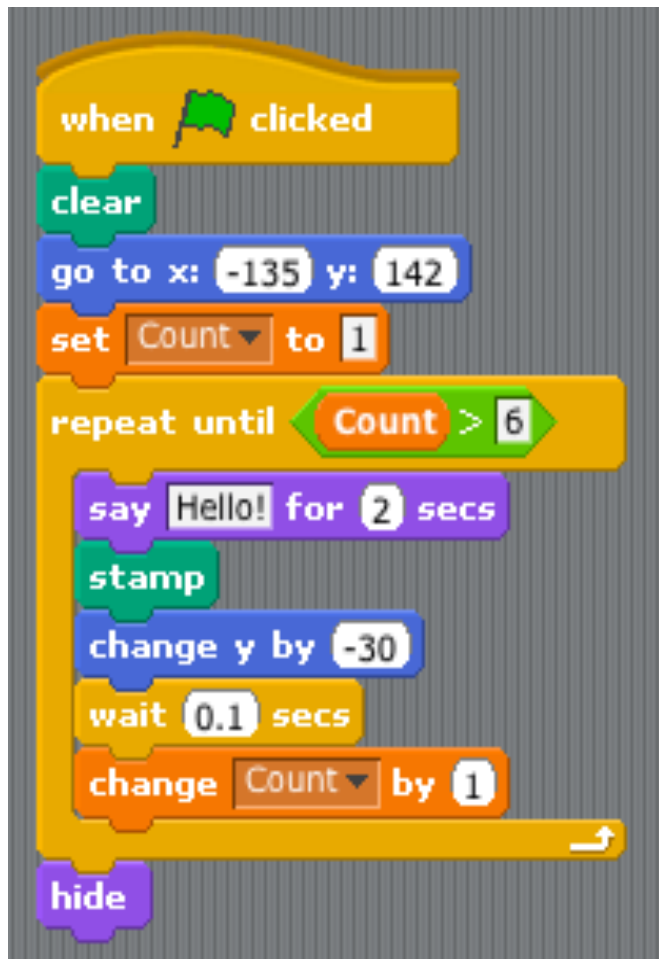 when clicked
clear
go to x: -135 y: 142
set Count to 1
repeat until Count > 6
say Hello! for 2 secs
stamp
change y by -30
wait 0.1 secs
change Count by 1
hide